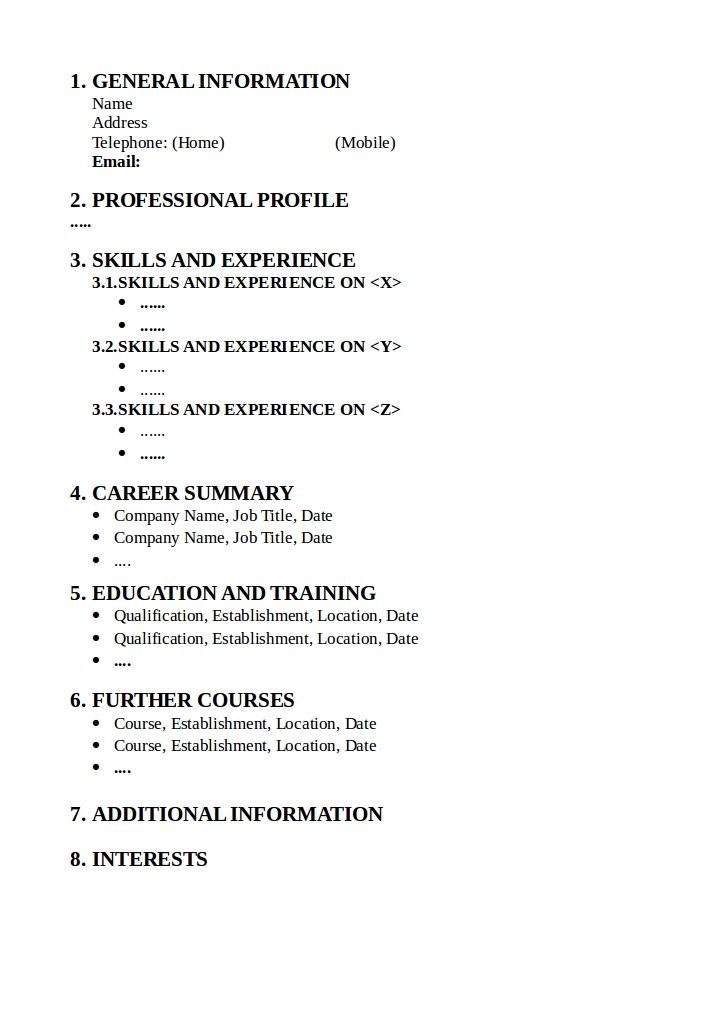 1. GENERAL INFORMATION
Name
Address
Telephone: (Home) (Mobile)
Email:
2. PROFESSIONAL PROFILE
.....
3. SKILLS AND EXPERIENCE
3.1.SKILLS AND EXPERIENCE ON <X>
• ......
• ......
3.2.SKILLS AND EXPERIENCE ON <Y>
• ......
• ......
3.3.SKILLS AND EXPERIENCE ON <Z>
• ......
• ......
4. CAREER SUMMARY
• Company Name, Job Title, Date
• Company Name, Job Title, Date
• ....
5. EDUCATION AND TRAINING
• Qualification, Establishment, Location, Date
• Qualification, Establishment, Location, Date
• ....
6. FURTHER COURSES
• Course, Establishment, Location, Date
• Course, Establishment, Location, Date
• ....
7. ADDITIONAL INFORMATION
8. INTERESTS